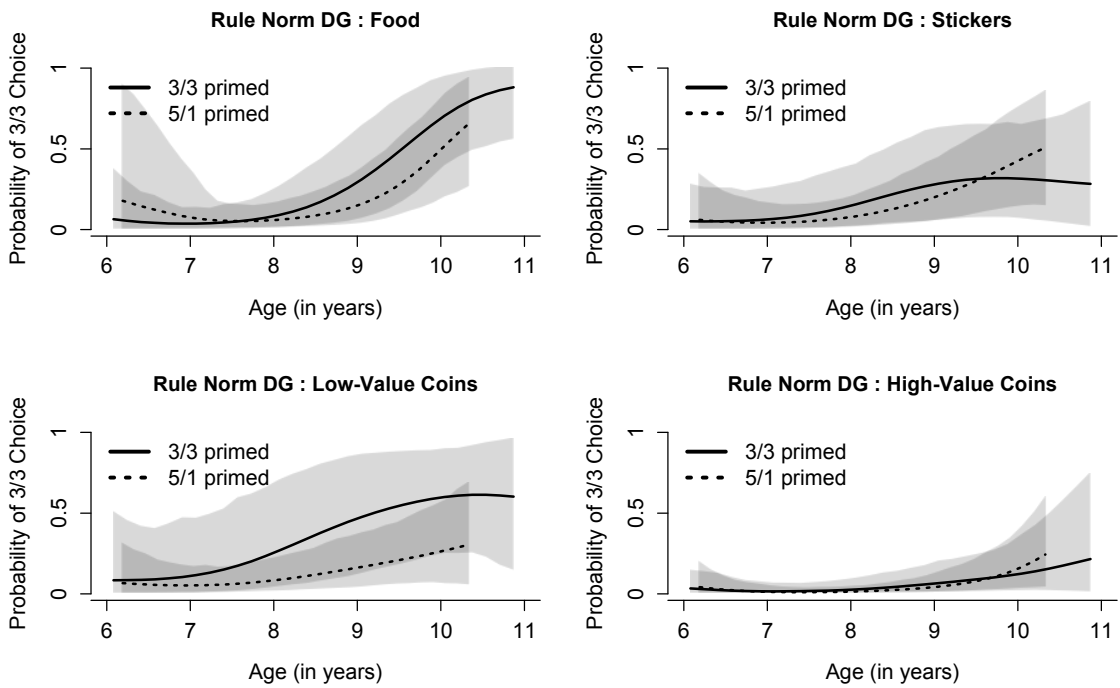 Rule Norm DG : Food
Probability of 3/3 Choice
1
0.5
0
3/3 primed
5/1 primed
6 7 8 9 10 11
Age (in years)
Rule Norm DG : Stickers
Probability of 3/3 Choice
1
0.5
0
3/3 primed
5/1 primed
6 7 8 9 10 11
Age (in years)
Rule Norm DG : Low-Value Coins
Probability of 3/3 Choice
1
0.5
0
3/3 primed
5/1 primed
6 7 8 9 10 11
Age (in years)
Rule Norm DG : High-Value Coins
Probability of 3/3 Choice
1
0.5
0
3/3 primed
5/1 primed
6 7 8 9 10 11
Age (in years)